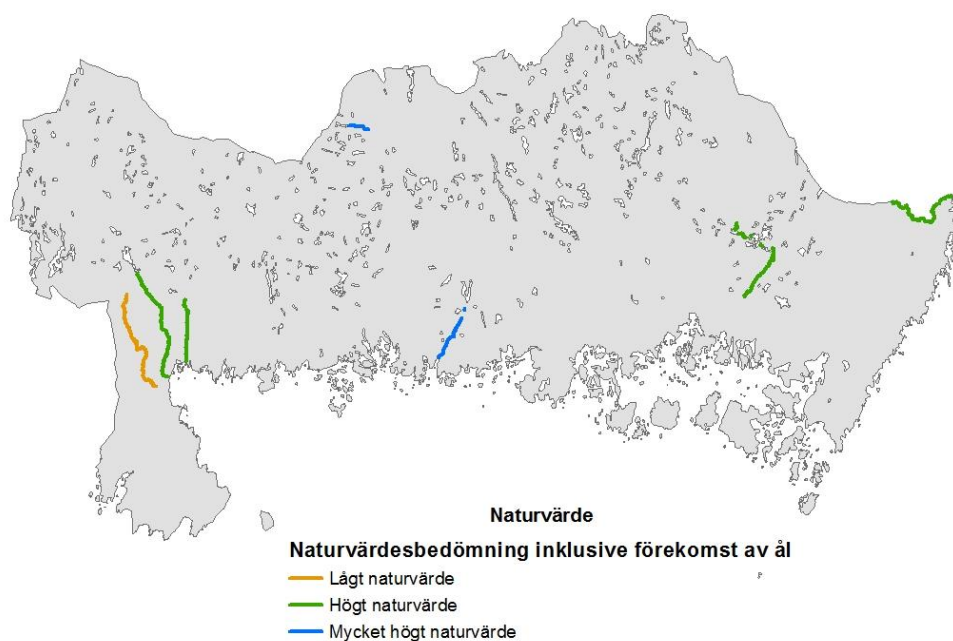 Naturvärde
Naturvärdesbedömning inklusive förekomst av ål
Lågt naturvärde
Högt naturvärde
Mycket högt naturvärde